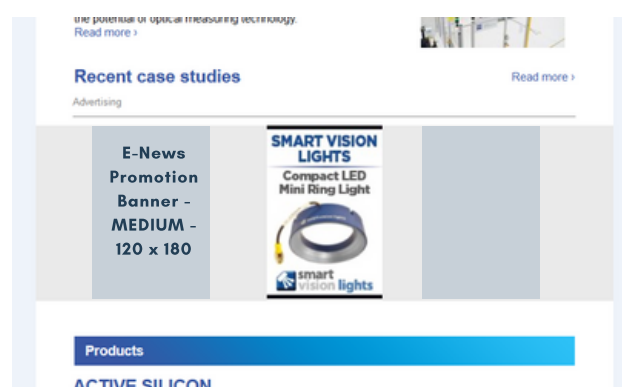 the potential of optical measuring technology.
Read more ›
Recent case studies
Read more ›
Advertising
E-News
Promotion
Banner -
MEDIUM -
120 x 180
SMART VISION
LIGHTS
Compact LED
Mini Ring Light
smart
vision lights
Products
ACTIVE SILICON